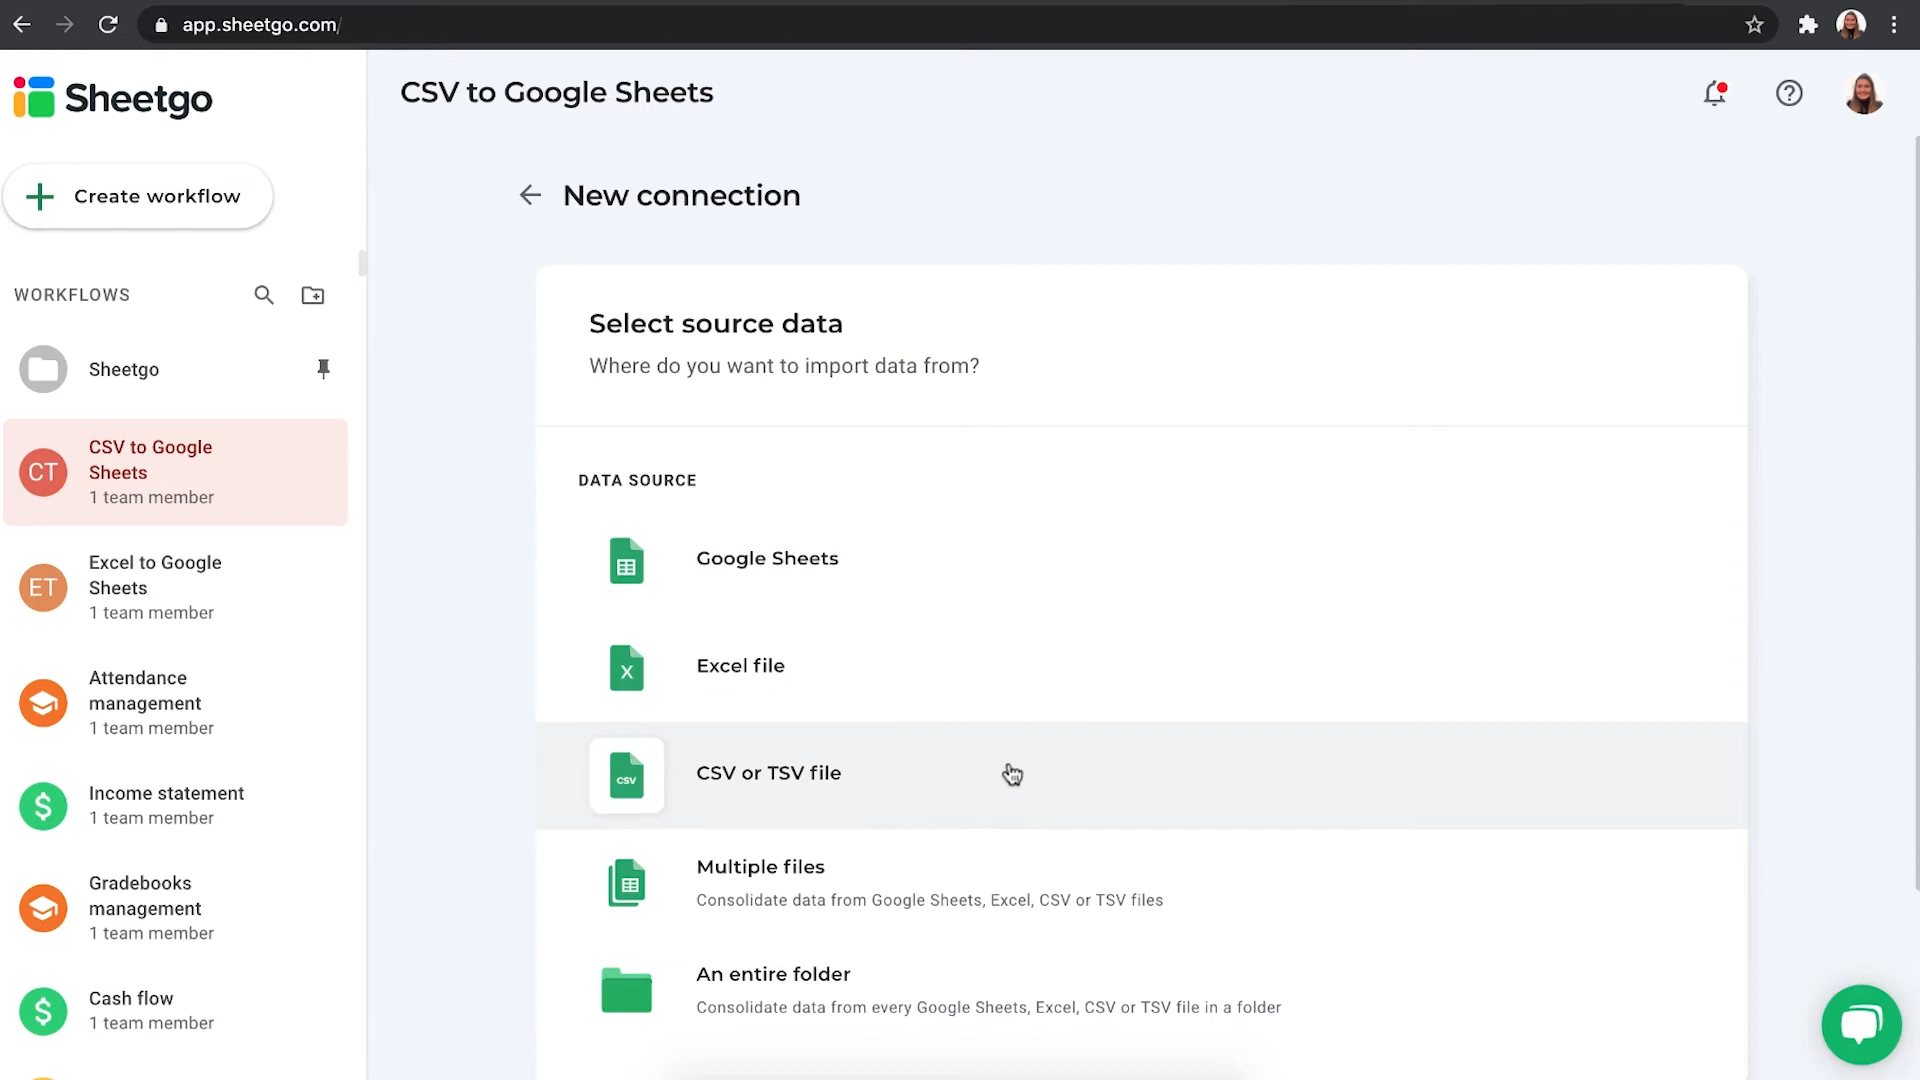 app.sheetgo.com/
Sheetgo
CSV to Google Sheets
Create workflow
New connection
WORKFLOWS
Sheetgo
CT
CSV to Google
Sheets
1 team member
ET
Excel to Google
Sheets
1 team member
Attendance
management
1 team member
$
Income statement
1 team member
Gradebooks
management
1 team member
$
Cash flow
1 team member
Select source data
Where do you want to import data from?
DATA SOURCE
Google Sheets
X
Excel file
CSV
CSV or TSV file
Multiple files
Consolidate data from Google Sheets, Excel, CSV or TSV files
An entire folder
Consolidate data from every Google Sheets, Excel, CSV or TSV file in a folder